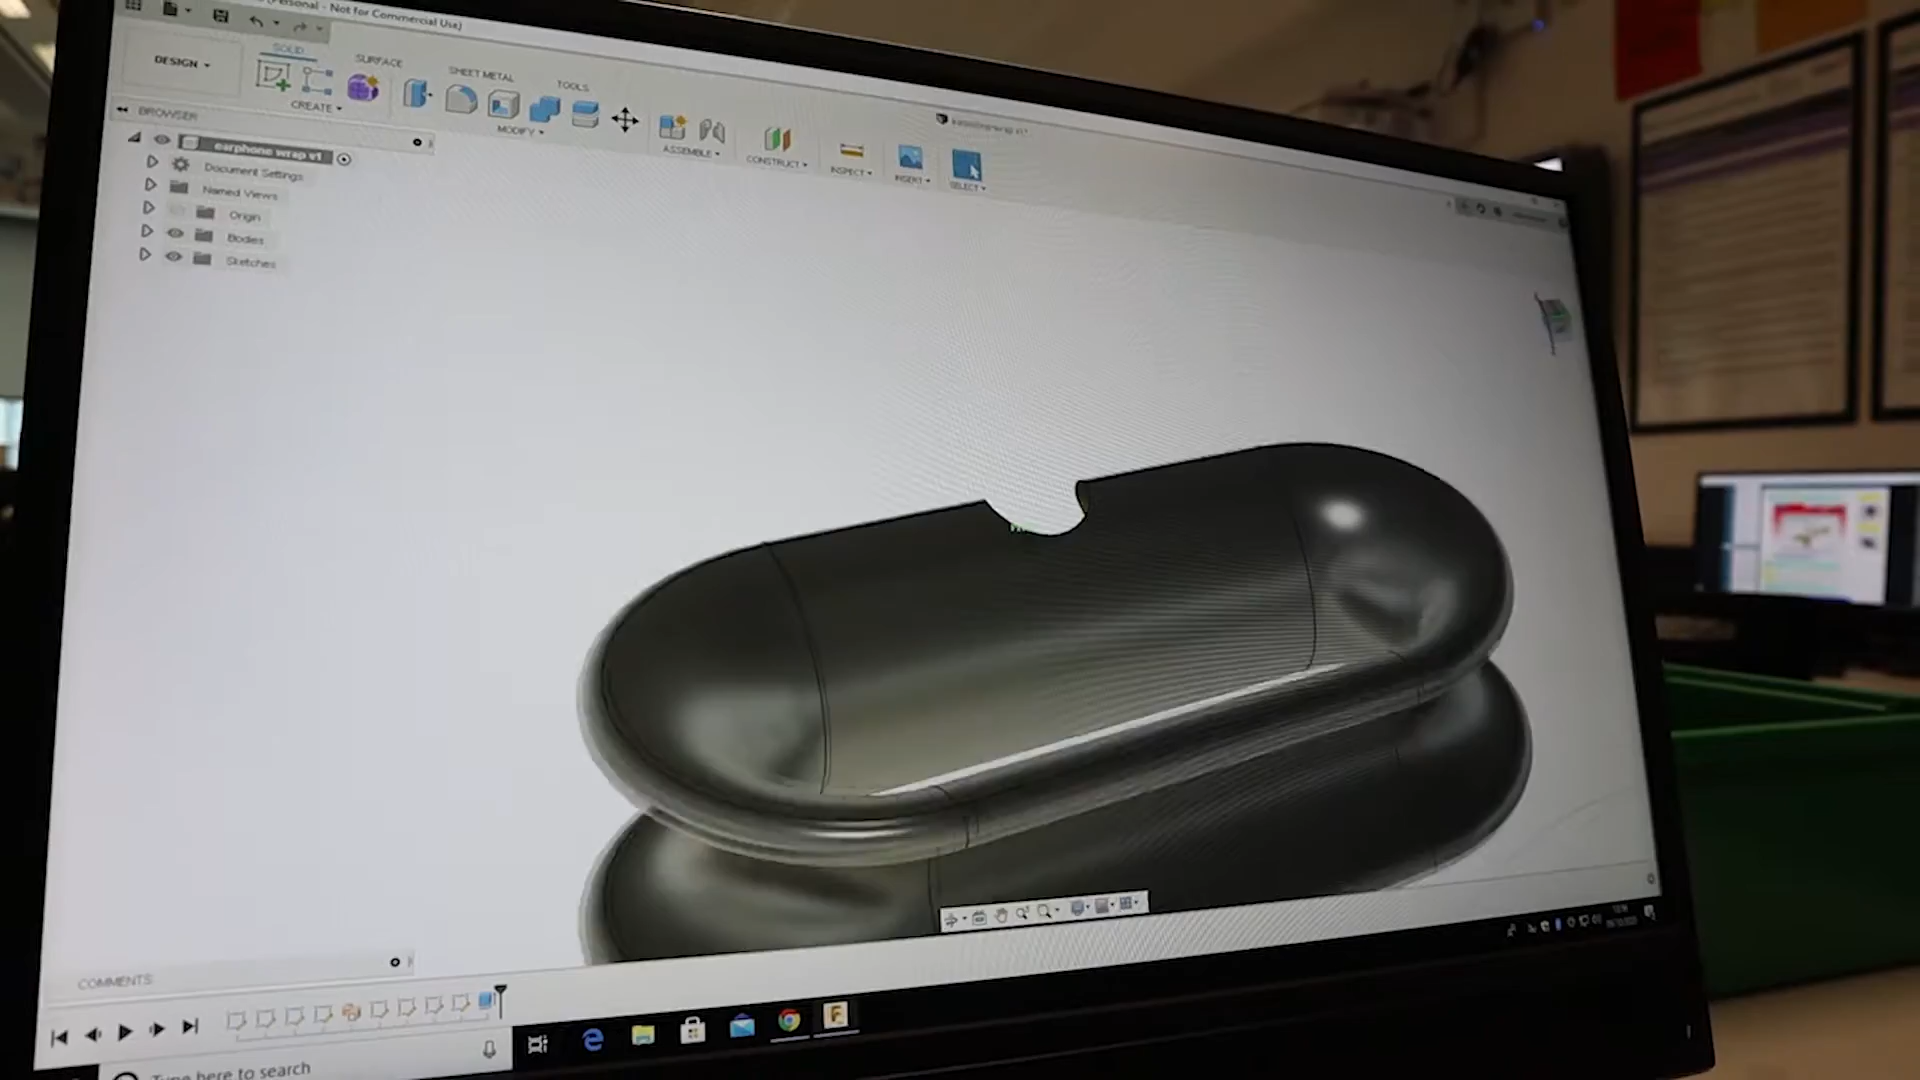 (Personal - Not for Commercial Use)
DESIGN
SOLID
SURFACE
SHEET METAL
TOOLS
CREATE
MODIFY
ASSEMBLE
CONSTRUCT
INSPECT
INSERT
SELECT
BROWSER
earphone wrap v1
Document Settings
Named Views
Origin
Bodies
Sketches
COMMENTS
Type here to search